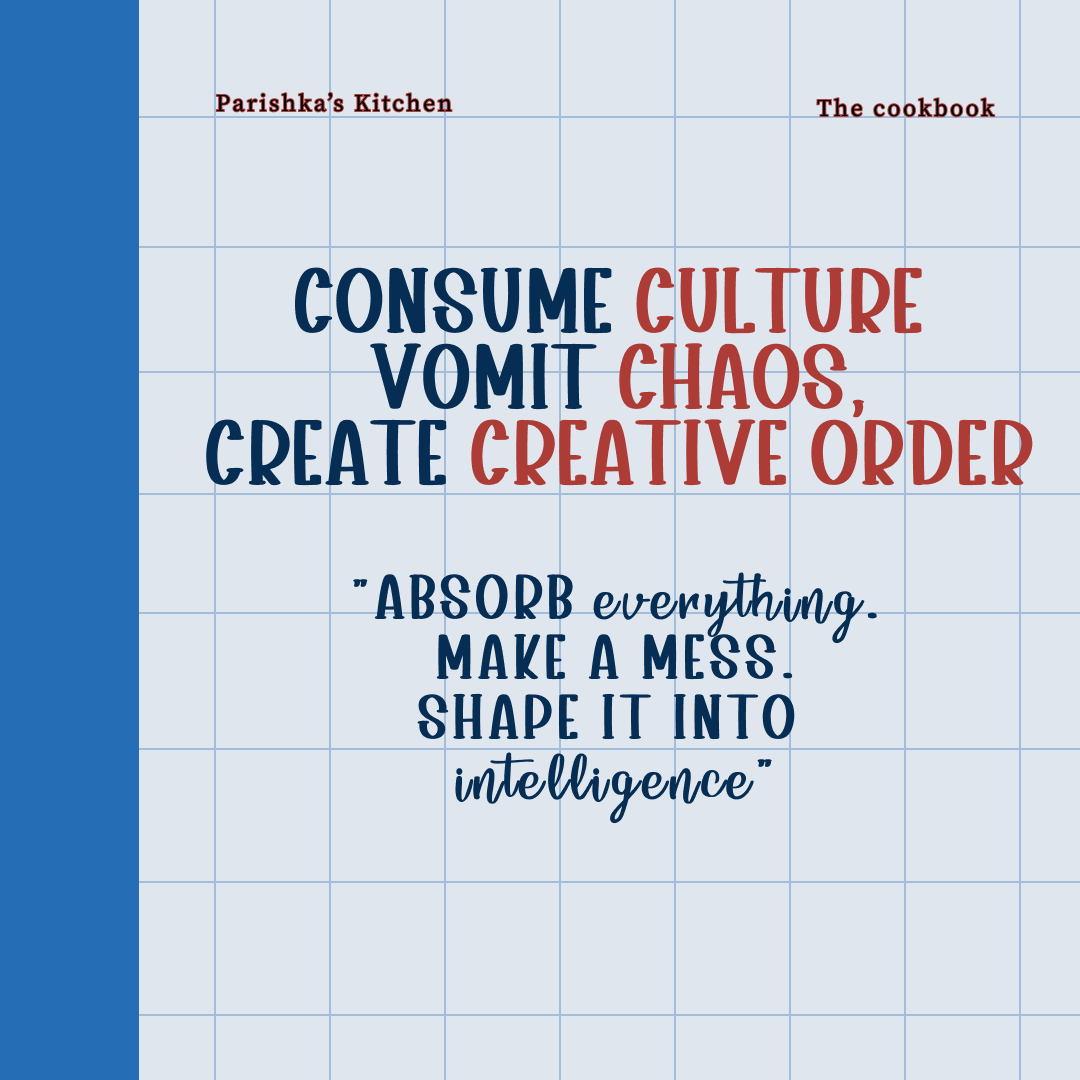 Parishka’s Kitchen
The cookbook
CONSUME CULTURE
VOMIT CHAOS,
CREATE CREATIVE ORDER
"ABSORB everything.
MAKE A MESS.
SHAPE IT INTO
intelligence"